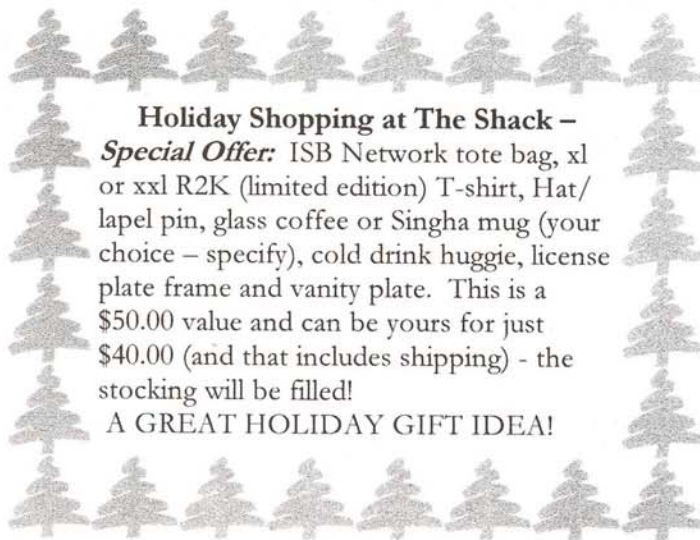 Holiday Shopping at The Shack –
Special Offer: ISB Network tote bag, xl
or xxl R2K (limited edition) T-shirt, Hat/
lapel pin, glass coffee or Singha mug (your
choice – specify), cold drink huggie, license
plate frame and vanity plate. This is a
$50.00 value and can be yours for just
$40.00 (and that includes shipping) - the
stocking will be filled!
A GREAT HOLIDAY GIFT IDEA!